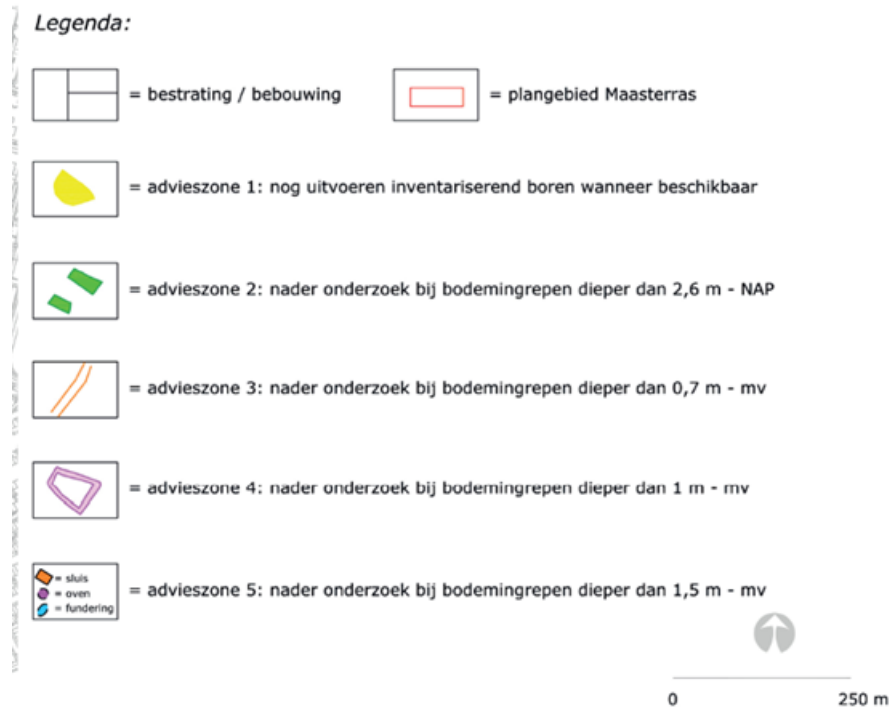 Legenda:
= bestrating / bebouwing
= plangebied Maasterras
= advieszone 1: nog uitvoeren inventariserend boren wanneer beschikbaar
= advieszone 2: nader onderzoek bij bodemingrepen dieper dan 2,6 m - NAP
= advieszone 3: nader onderzoek bij bodemingrepen dieper dan 0,7 m - mv
= advieszone 4: nader onderzoek bij bodemingrepen dieper dan 1 m - mv
= sluis
= oven
= fundering
= advieszone 5: nader onderzoek bij bodemingrepen dieper dan 1,5 m - mv
0 250 m